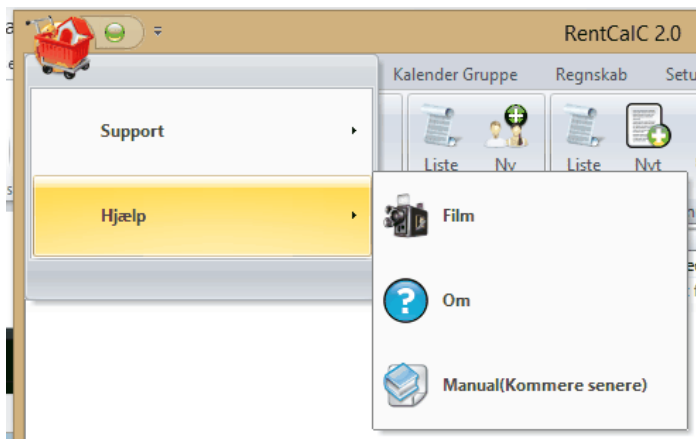 RentCalC 2.0
Kalender Gruppe Regnskab Setu
Support
Liste Ny Liste Nyt
Hjælp
Film
Om
Manual(Kommere senere)